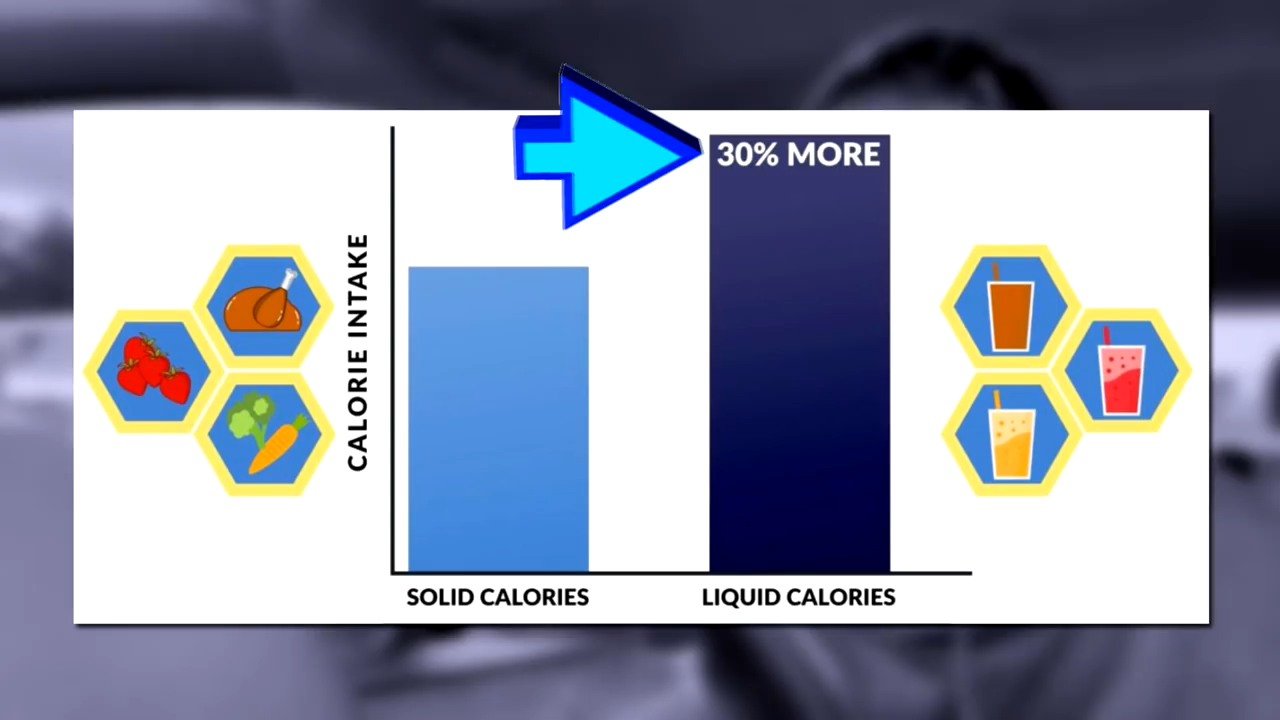 30% MORE
CALORIE INTAKE
SOLID CALORIES
LIQUID CALORIES